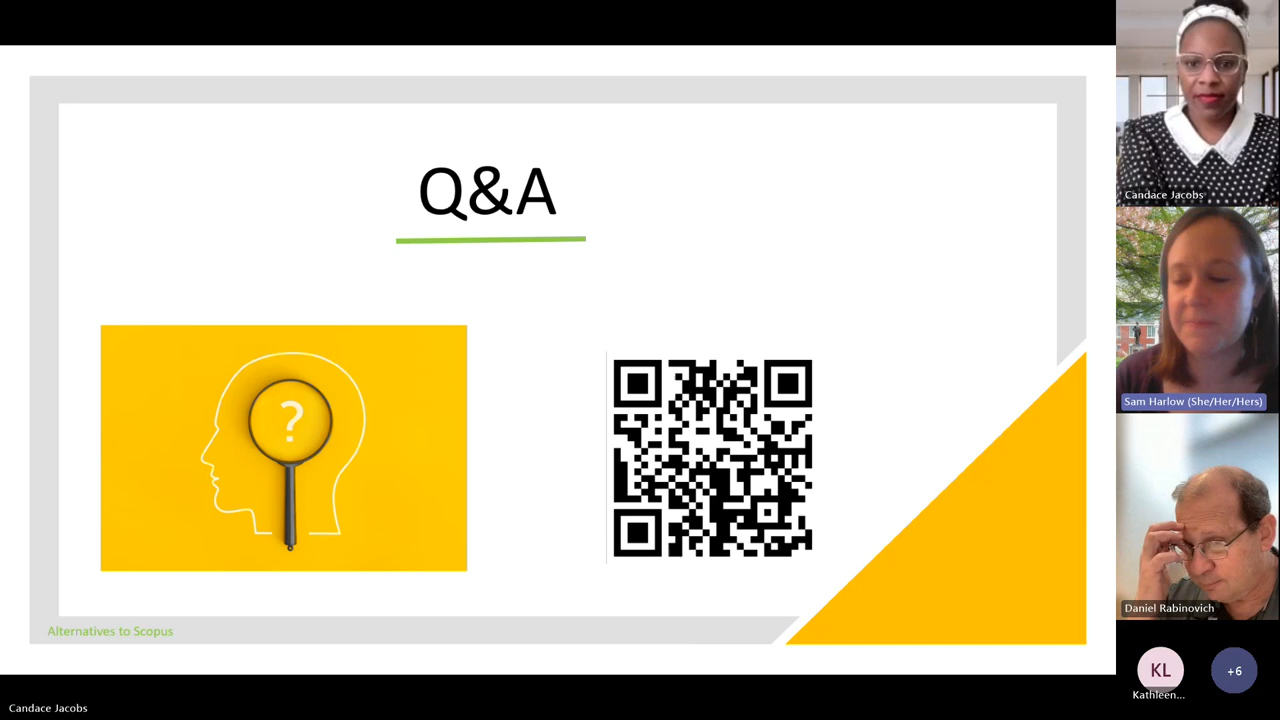 Q&A
?
Alternatives to Scopus
Candace Jacobs
Candace Jacobs
Sam Harlow (She/Her/Hers)
Daniel Rabinovich
KL
Kathleen...
+6